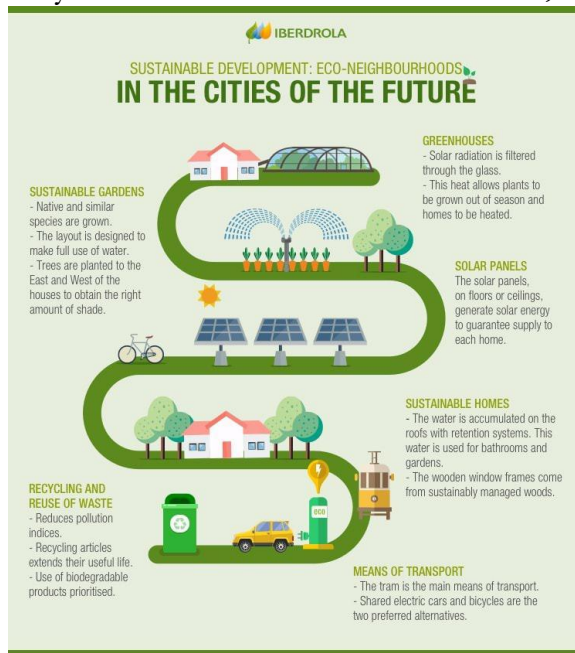 IBERDROLA
SUSTAINABLE DEVELOPMENT: ECO-NEIGHBOURHOODS
IN THE CITIES OF THE FUTURE
GREENHOUSES
- Solar radiation is filtered
through the glass.
- This heat allows plants to
be grown out of season and
homes to be heated.
SUSTAINABLE GARDENS
- Native and similar
species are grown.
- The layout is designed to
make full use of water.
- Trees are planted to the
East and West of the
houses to obtain the right
amount of shade.
SOLAR PANELS
The solar panels,
on floors or ceilings,
generate solar energy
to guarantee supply to
each home.
SUSTAINABLE HOMES
- The water is accumulated on the
roofs with retention systems. This
water is used for bathrooms and
gardens.
- The wooden window frames come
from sustainably managed woods.
RECYCLING AND
REUSE OF WASTE
- Reduces pollution
indices.
- Recycling articles
extends their useful life.
- Use of biodegradable
products prioritised.
eco
MEANS OF TRANSPORT
- The tram is the main means of transport.
- Shared electric cars and bicycles are the
two preferred alternatives.